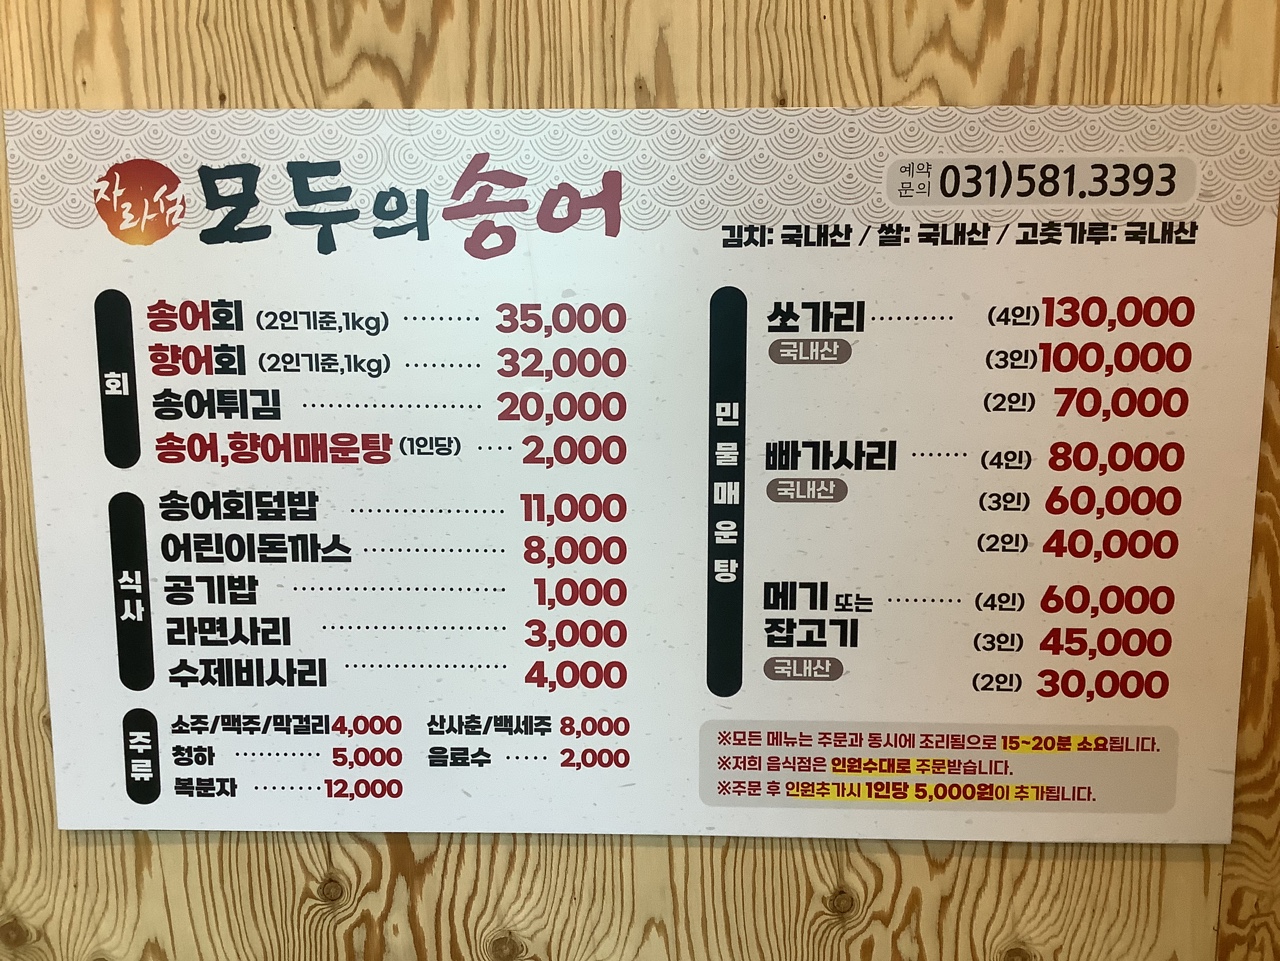 자라섬 모두의송어
예약문의 031)581.3393
김치: 국내산 / 쌀: 국내산 / 고춧가루: 국내산
회
송어회 (2인기준,1kg) ········· 35,000
향어회 (2인기준,1kg) ········· 32,000
송어튀김 ····················· 20,000
송어,향어매운탕 (1인당) ···· 2,000
식사
송어회덮밥 ·················· 11,000
어린이돈까스 ················· 8,000
공기밥 ························· 1,000
라면사리 ····················· 3,000
수제비사리 ··················· 4,000
주류
소주/맥주/막걸리 4,000
청하 ·········· 5,000
복분자 ········ 12,000
산사춘/백세주 8,000
음료수 ····· 2,000
민물매운탕
쏘가리 ·········· (4인) 130,000
국내산 (3인) 100,000
(2인) 70,000
빠가사리 ······· (4인) 80,000
국내산 (3인) 60,000
(2인) 40,000
메기 또는 ········· (4인) 60,000
잡고기 (3인) 45,000
국내산 (2인) 30,000
※모든 메뉴는 주문과 동시에 조리됨으로 15~20분 소요됩니다.
※저희 음식점은 인원수대로 주문받습니다.
※주문 후 인원추가시 1인당 5,000원이 추가됩니다.